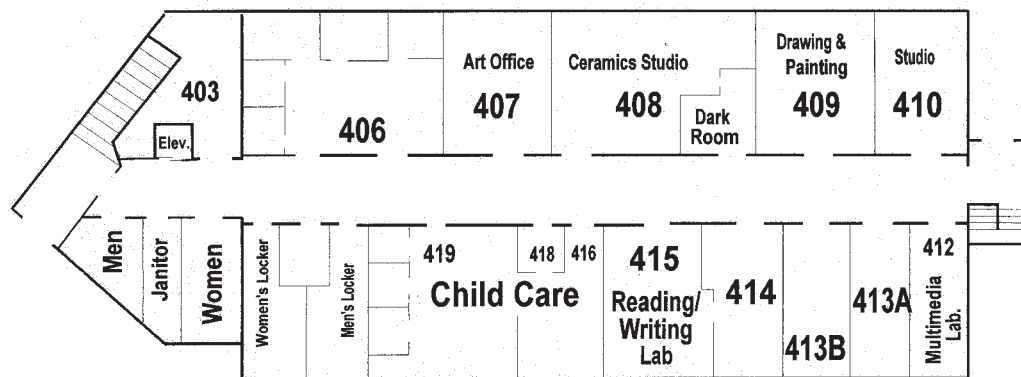 403
Elev.
406
Art Office
407
Ceramics Studio
408
Dark
Room
Drawing &
Painting
409
Studio
410
Men
Janitor
Women
Women's Locker
Men's Locker
419
418
416
Child Care
415
Reading/
Writing
Lab
414
413B
413A
412
Multimedia
Lab.